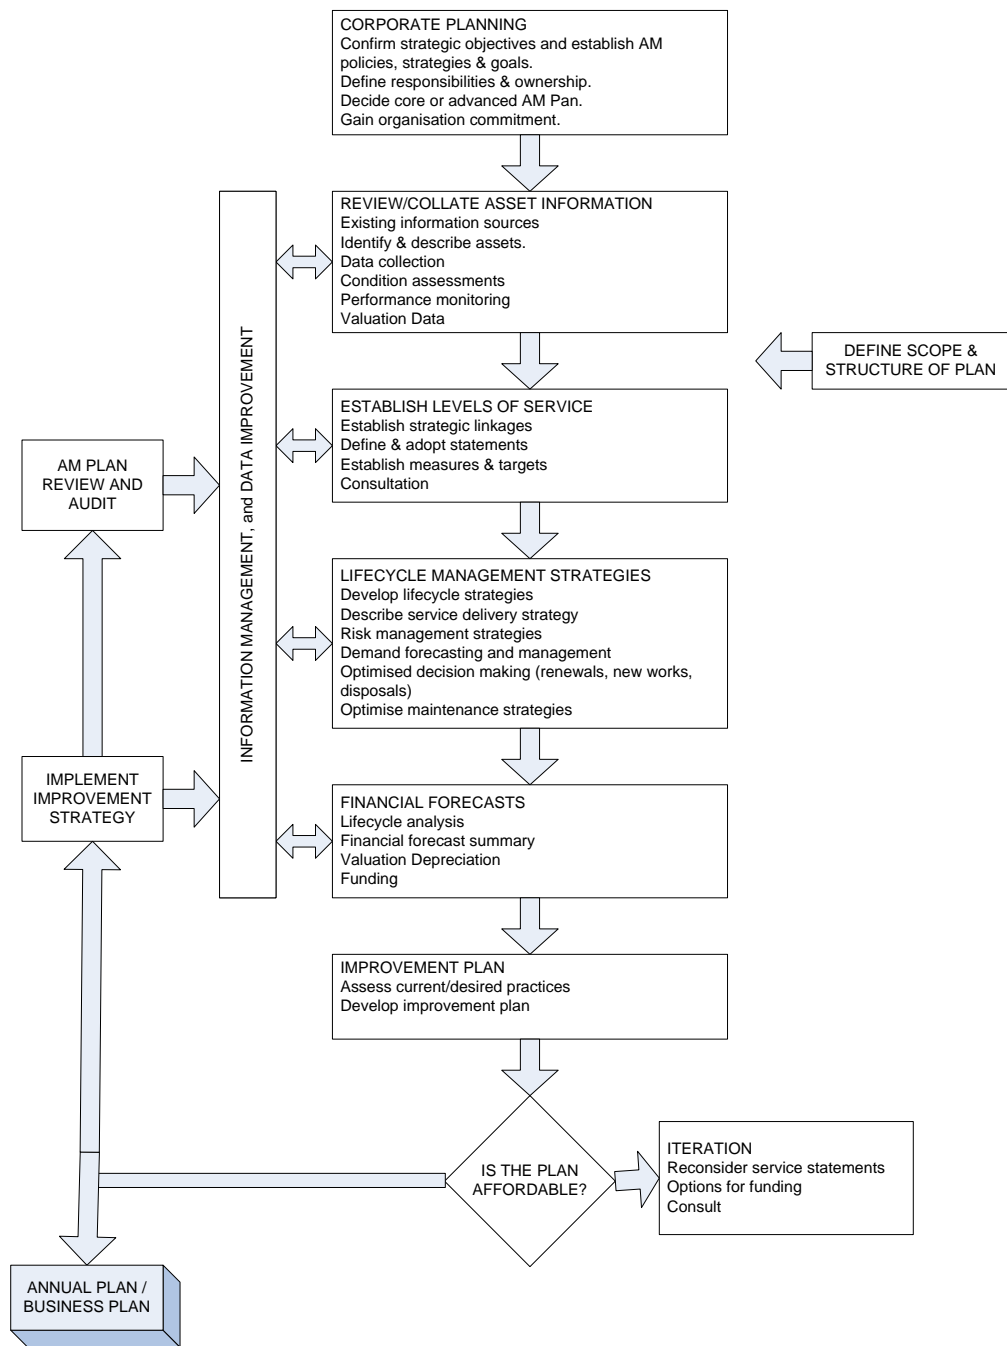 CORPORATE PLANNING
Confirm strategic objectives and establish AM
policies, strategies & goals.
Define responsibilities & ownership.
Decide core or advanced AM Pan.
Gain organisation commitment.
REVIEW/COLLATE ASSET INFORMATION
Existing information sources
Identify & describe assets.
Data collection
Condition assessments
Performance monitoring
Valuation Data
INFORMATION MANAGEMENT, and DATA IMPROVEMENT
DEFINE SCOPE &
STRUCTURE OF PLAN
ESTABLISH LEVELS OF SERVICE
Establish strategic linkages
Define & adopt statements
Establish measures & targets
Consultation
AM PLAN
REVIEW AND
AUDIT
LIFECYCLE MANAGEMENT STRATEGIES
Develop lifecycle strategies
Describe service delivery strategy
Risk management strategies
Demand forecasting and management
Optimised decision making (renewals, new works,
disposals)
Optimise maintenance strategies
IMPLEMENT
IMPROVEMENT
STRATEGY
FINANCIAL FORECASTS
Lifecycle analysis
Financial forecast summary
Valuation Depreciation
Funding
IMPROVEMENT PLAN
Assess current/desired practices
Develop improvement plan
IS THE PLAN
AFFORDABLE?
ITERATION
Reconsider service statements
Options for funding
Consult
ANNUAL PLAN /
BUSINESS PLAN